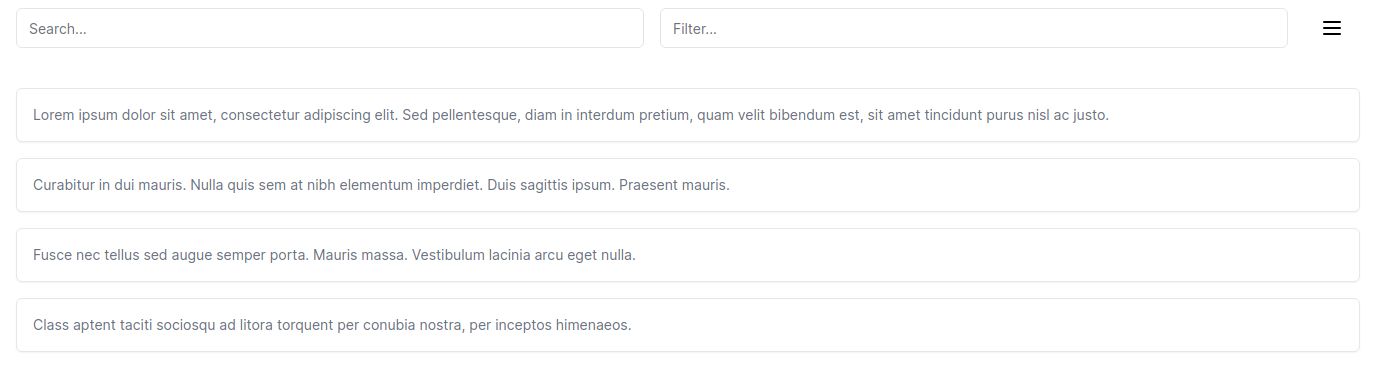 Search...
Filter...
Lorem ipsum dolor sit amet, consectetur adipiscing elit. Sed pellentesque, diam in interdum pretium, quam velit bibendum est, sit amet tincidunt purus nisl ac justo.
Curabitur in dui mauris. Nulla quis sem at nibh elementum imperdiet. Duis sagittis ipsum. Praesent mauris.
Fusce nec tellus sed augue semper porta. Mauris massa. Vestibulum lacinia arcu eget nulla.
Class aptent taciti sociosqu ad litora torquent per conubia nostra, per inceptos himenaeos.